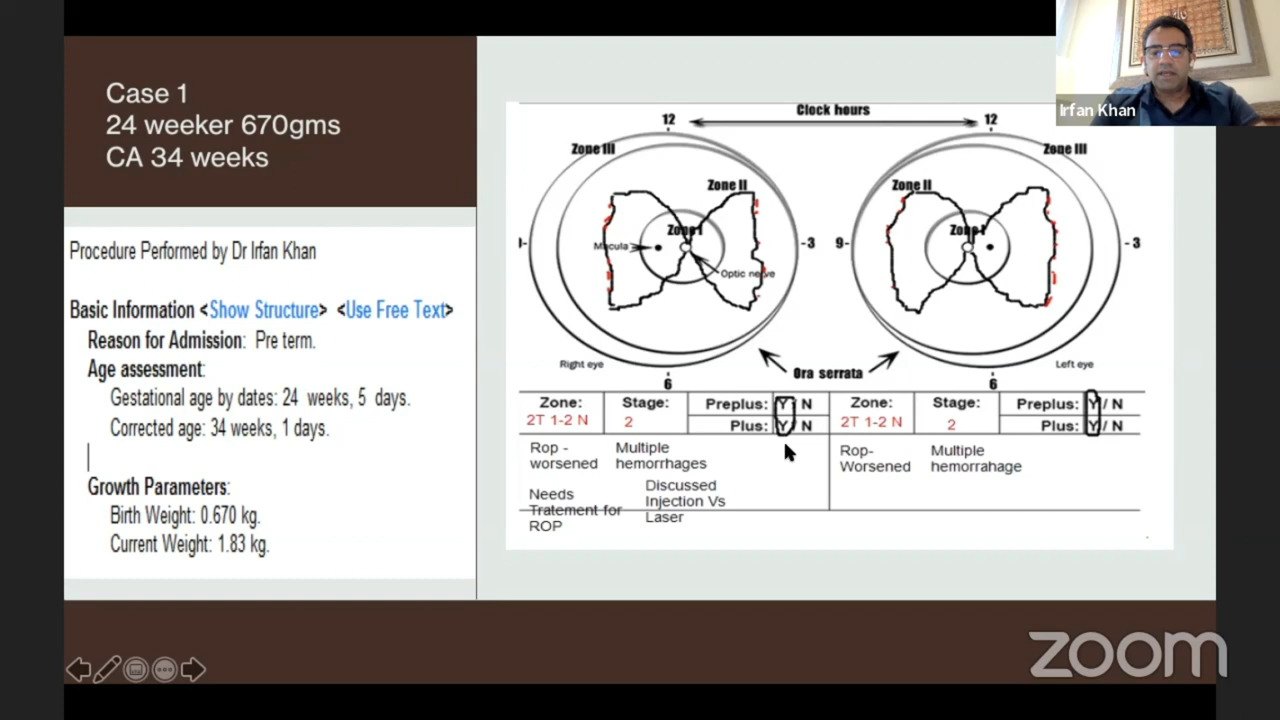 Case 1
24 weeker 670gms
CA 34 weeks
Procedure Performed by Dr Irfan Khan
Basic Information <Show Structure> <Use Free Text>
Reason for Admission: Pre term.
Age assessment:
Gestational age by dates: 24 weeks, 5 days.
Corrected age: 34 weeks, 1 days.
Growth Parameters:
Birth Weight: 0.670 kg.
Current Weight: 1.83 kg.
Clock hours
12
12
Zone III
Zone III
Zone II
Zone II
Zone I
Zone I
Macula
Optic nerve
-3
9-
-3
Right eye
Ora serrata
Left eye
6
6
Zone:
2T 1-2 N
Stage:
2
Preplus: Y/ N
Plus: Y/ N
Zone:
2T 1-2 N
Stage:
2
Preplus: Y/ N
Plus: Y/ N
Rop -
worsened
Multiple
hemorrhages
Needs
Tratement for
ROP
Discussed
Injection Vs
Laser
Rop-
Worsened
Multiple
hemorrahage
Irfan Khan
zoom